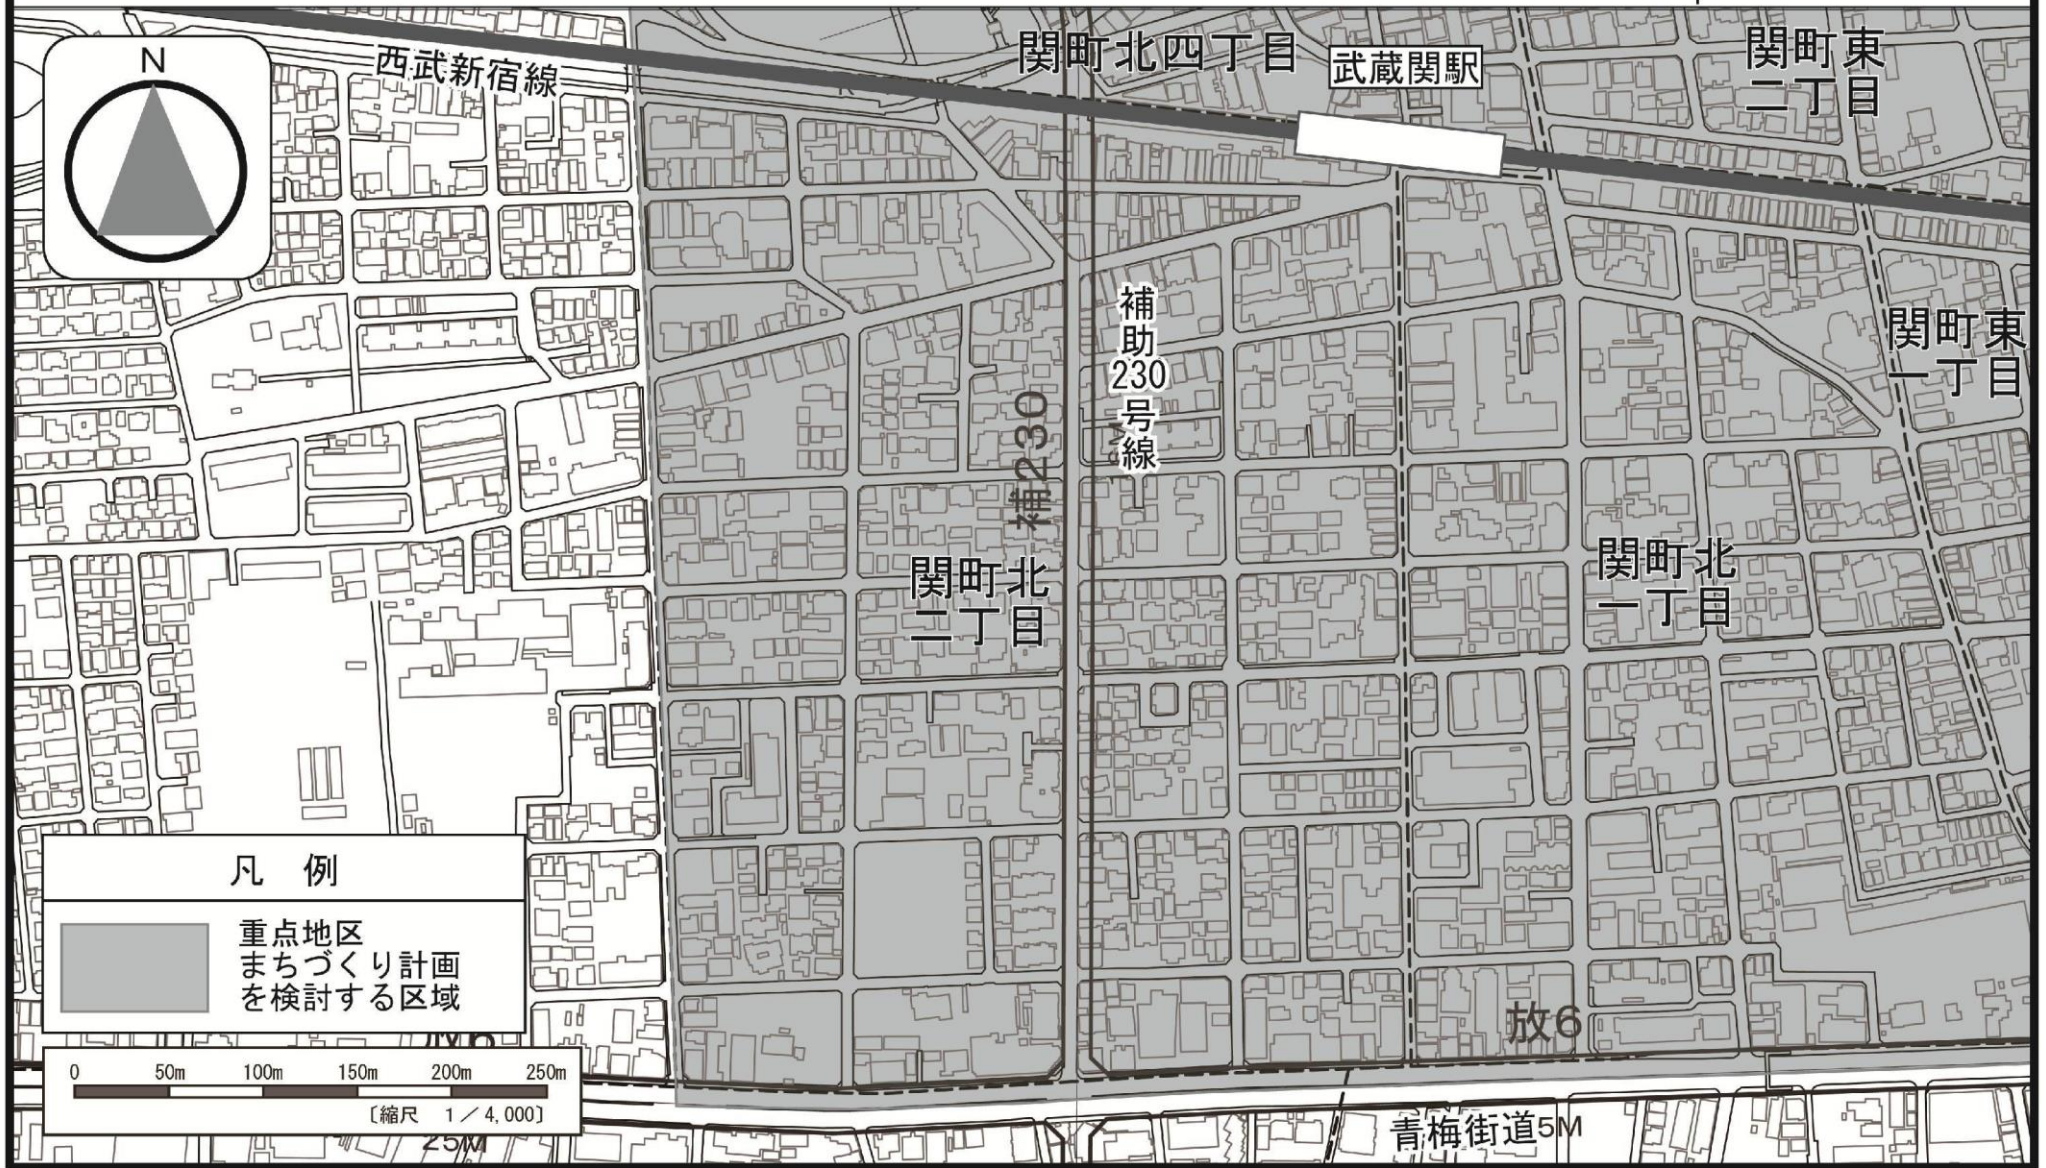 N
西武新宿線
関町北四丁目
武蔵関駅
関町東
二丁目
補助230号線
補230
関町東
一丁目
関町北
二丁目
関町北
一丁目
凡 例
重点地区
まちづくり計画
を検討する区域
放6
0 50m 100m 150m 200m 250m
〔縮尺 1/4,000〕
25M
青梅街道5M